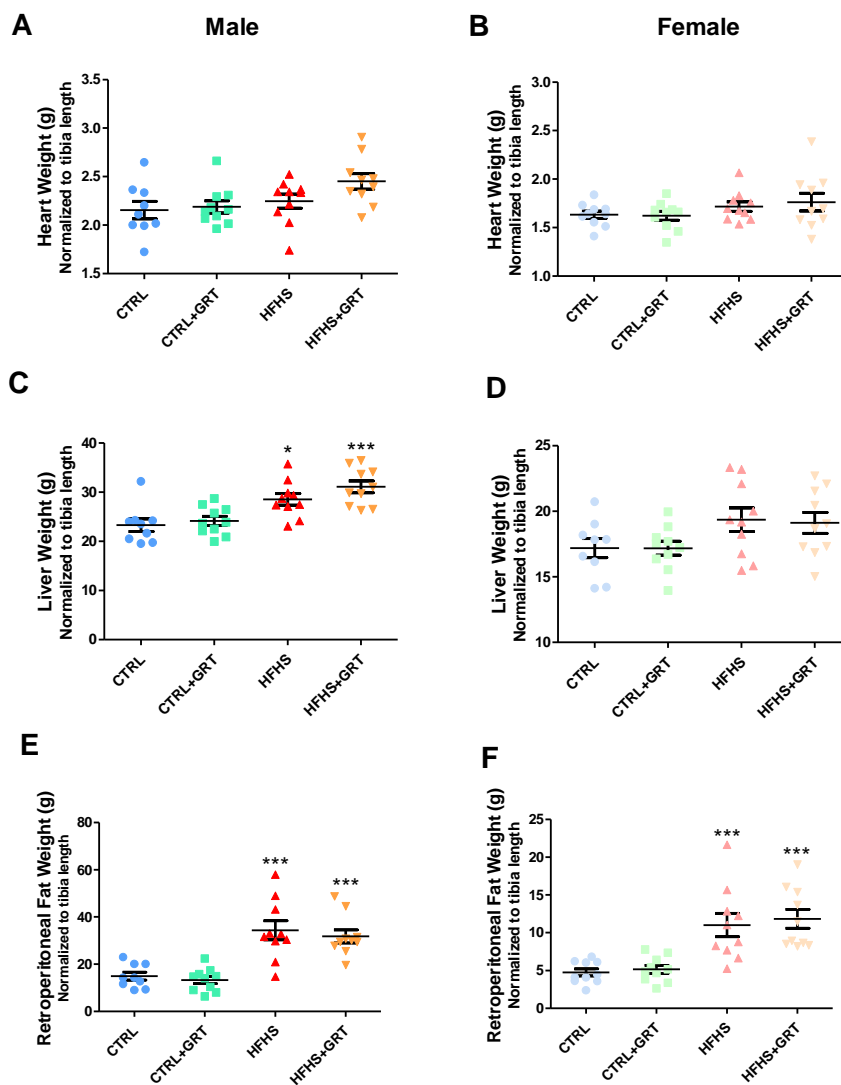 A
Male
B
Female
Heart Weight (g)
Normalized to tibia length
3.5
3.0
2.5
2.0
1.5
CTRL
CTRL+GRT
HFHS
HFHS+GRT
Heart Weight (g)
Normalized to tibia length
3.0
2.5
2.0
1.5
1.0
CTRL
CTRL+GRT
HFHS
HFHS+GRT
C
Liver Weight (g)
Normalized to tibia length
40
30
20
10
0
*
***
CTRL
CTRL+GRT
HFHS
HFHS+GRT
D
Liver Weight (g)
Normalized to tibia length
25
20
15
10
CTRL
CTRL+GRT
HFHS
HFHS+GRT
E
Retroperitoneal Fat Weight (g)
Normalized to tibia length
80
60
40
20
0
***
***
CTRL
CTRL+GRT
HFHS
HFHS+GRT
F
Retroperitoneal Fat Weight (g)
Normalized to tibia length
25
20
15
10
5
0
***
***
CTRL
CTRL+GRT
HFHS
HFHS+GRT